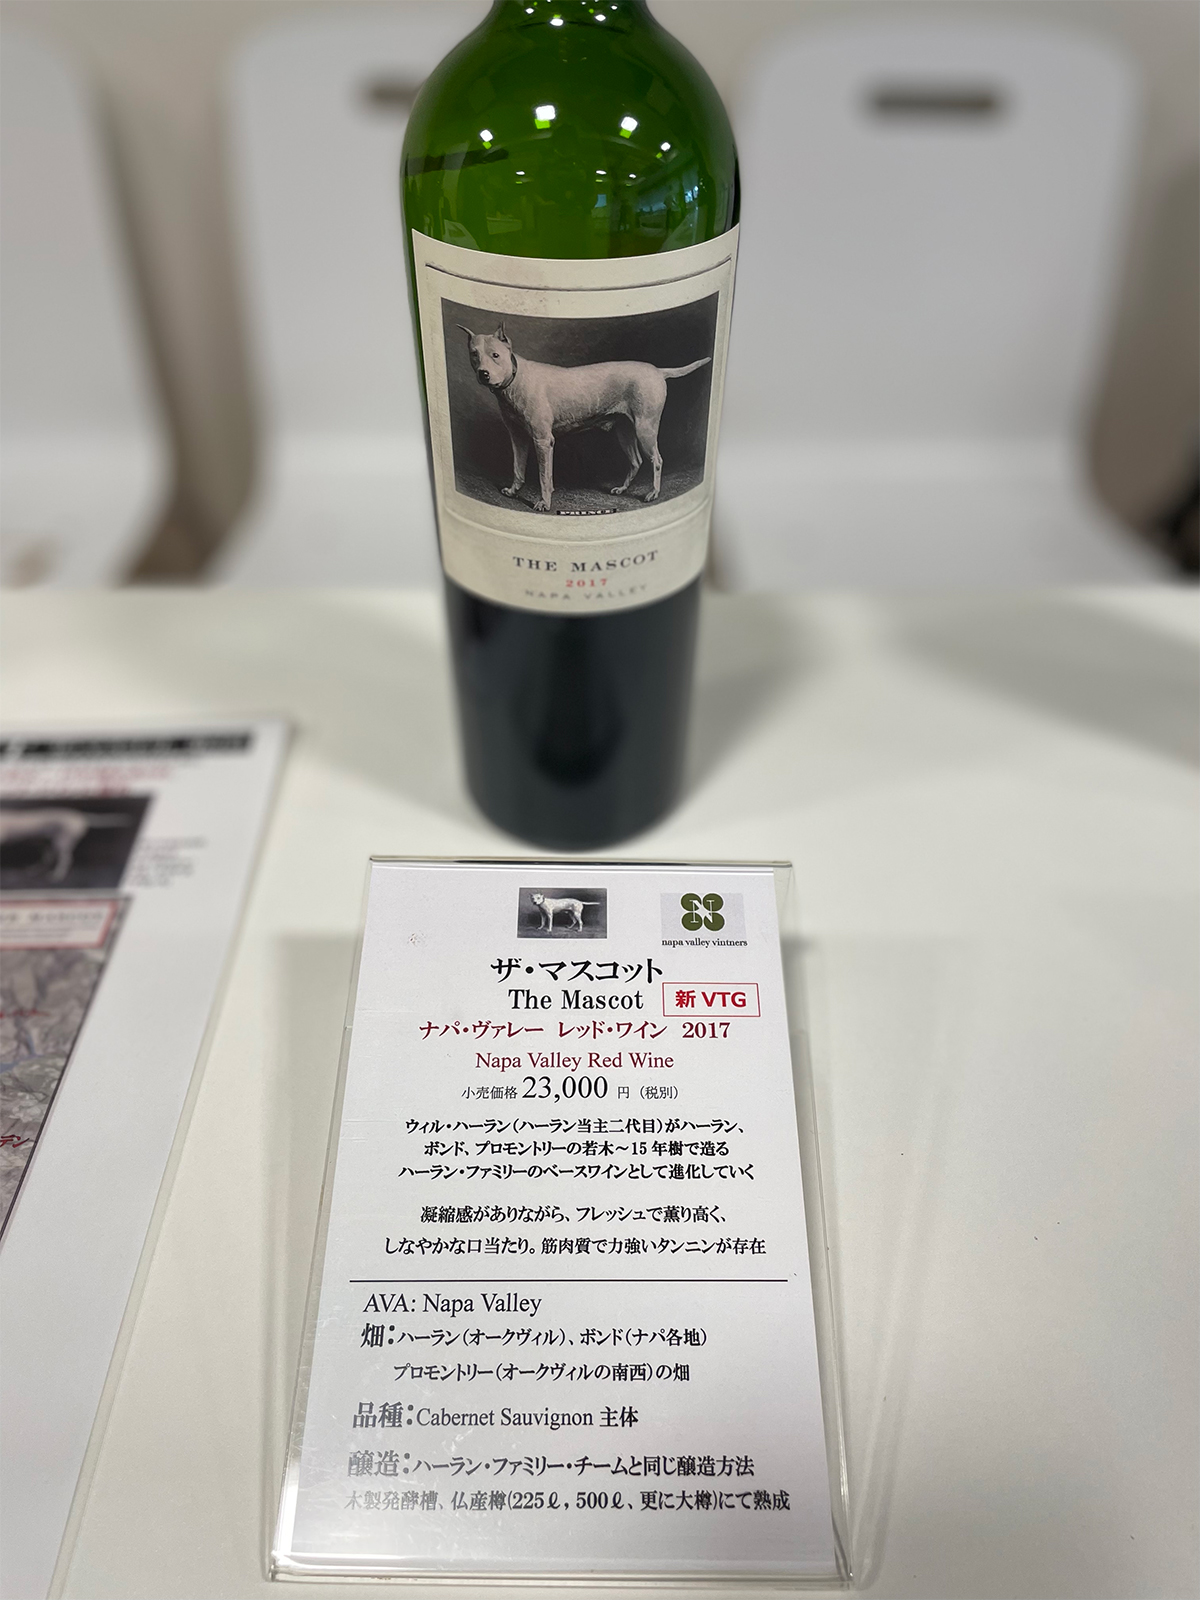 PRINCE
THE MASCOT
2017
NAPA VALLEY
N
napa valley vintners
ザ・マスコット
The Mascot 新 VTG
ナパ・ヴァレー レッド・ワイン 2017
Napa Valley Red Wine
小売価格 23,000 円（税別）
ウィル・ハーラン（ハーラン当主二代目）がハーラン、
ボンド、プロモントリーの若木～15 年樹で造る
ハーラン・ファミリーのベースワインとして進化していく
凝縮感がありながら、フレッシュで薫り高く、
しなやかな口当たり。筋肉質で力強いタンニンが存在
AVA: Napa Valley
畑：ハーラン（オークヴィル）、ボンド（ナパ各地）
プロモントリー（オークヴィルの南西）の畑
品種：Cabernet Sauvignon 主体
醸造：ハーラン・ファミリー・チームと同じ醸造方法
木製発酵槽、仏産樽(225ℓ, 500ℓ、更に大樽)にて熟成
デン